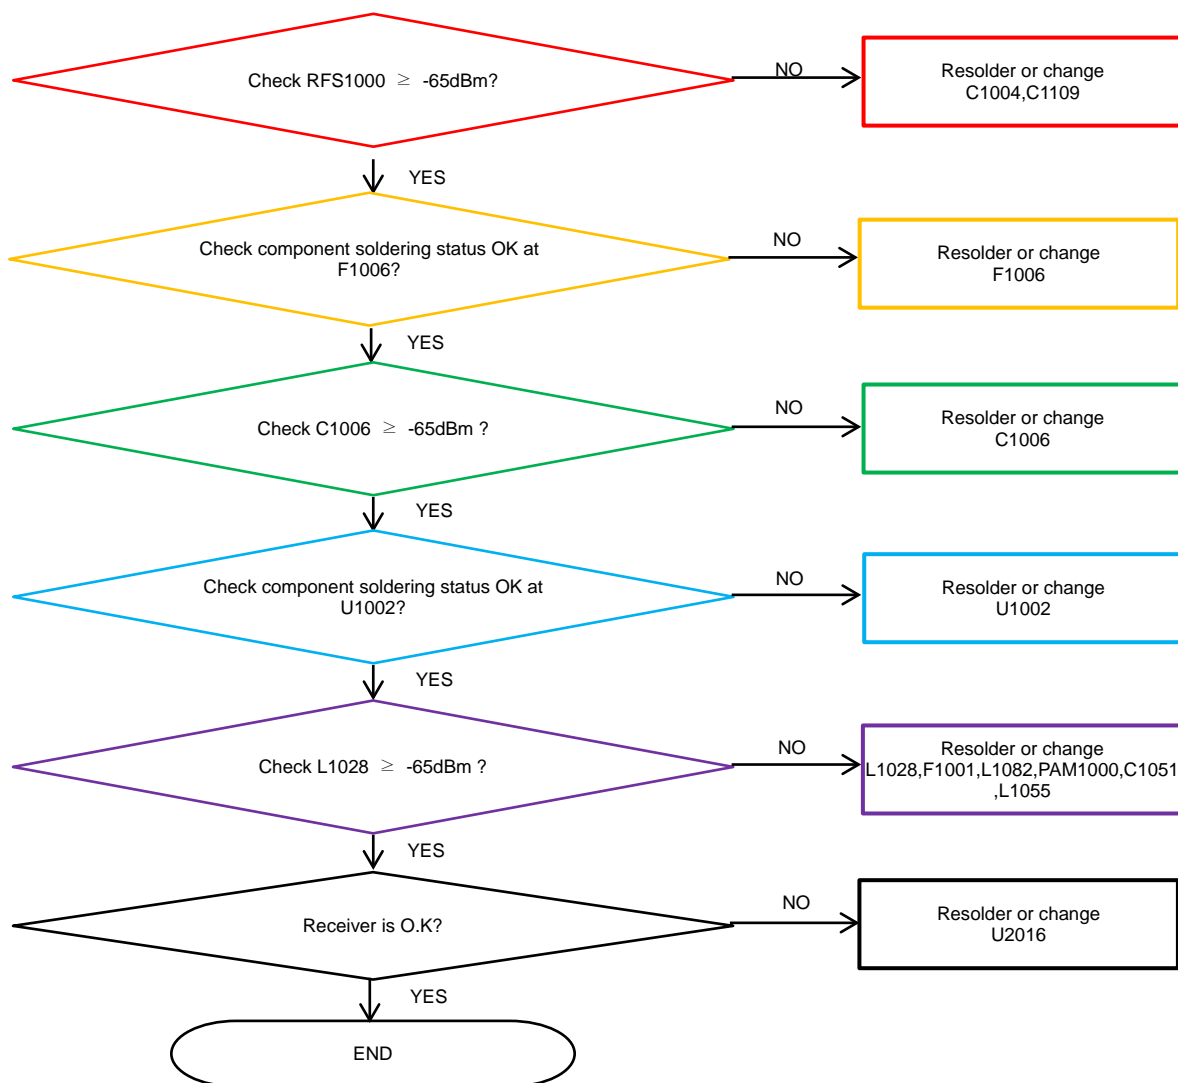 Check RFS1000 ≥ -65dBm?
NO
Resolder or change
C1004,C1109
YES
Check component soldering status OK at
F1006?
NO
Resolder or change
F1006
YES
Check C1006 ≥ -65dBm ?
NO
Resolder or change
C1006
YES
Check component soldering status OK at
U1002?
NO
Resolder or change
U1002
YES
Check L1028 ≥ -65dBm ?
NO
Resolder or change
L1028,F1001,L1082,PAM1000,C1051
,L1055
YES
Receiver is O.K?
NO
Resolder or change
U2016
YES
END